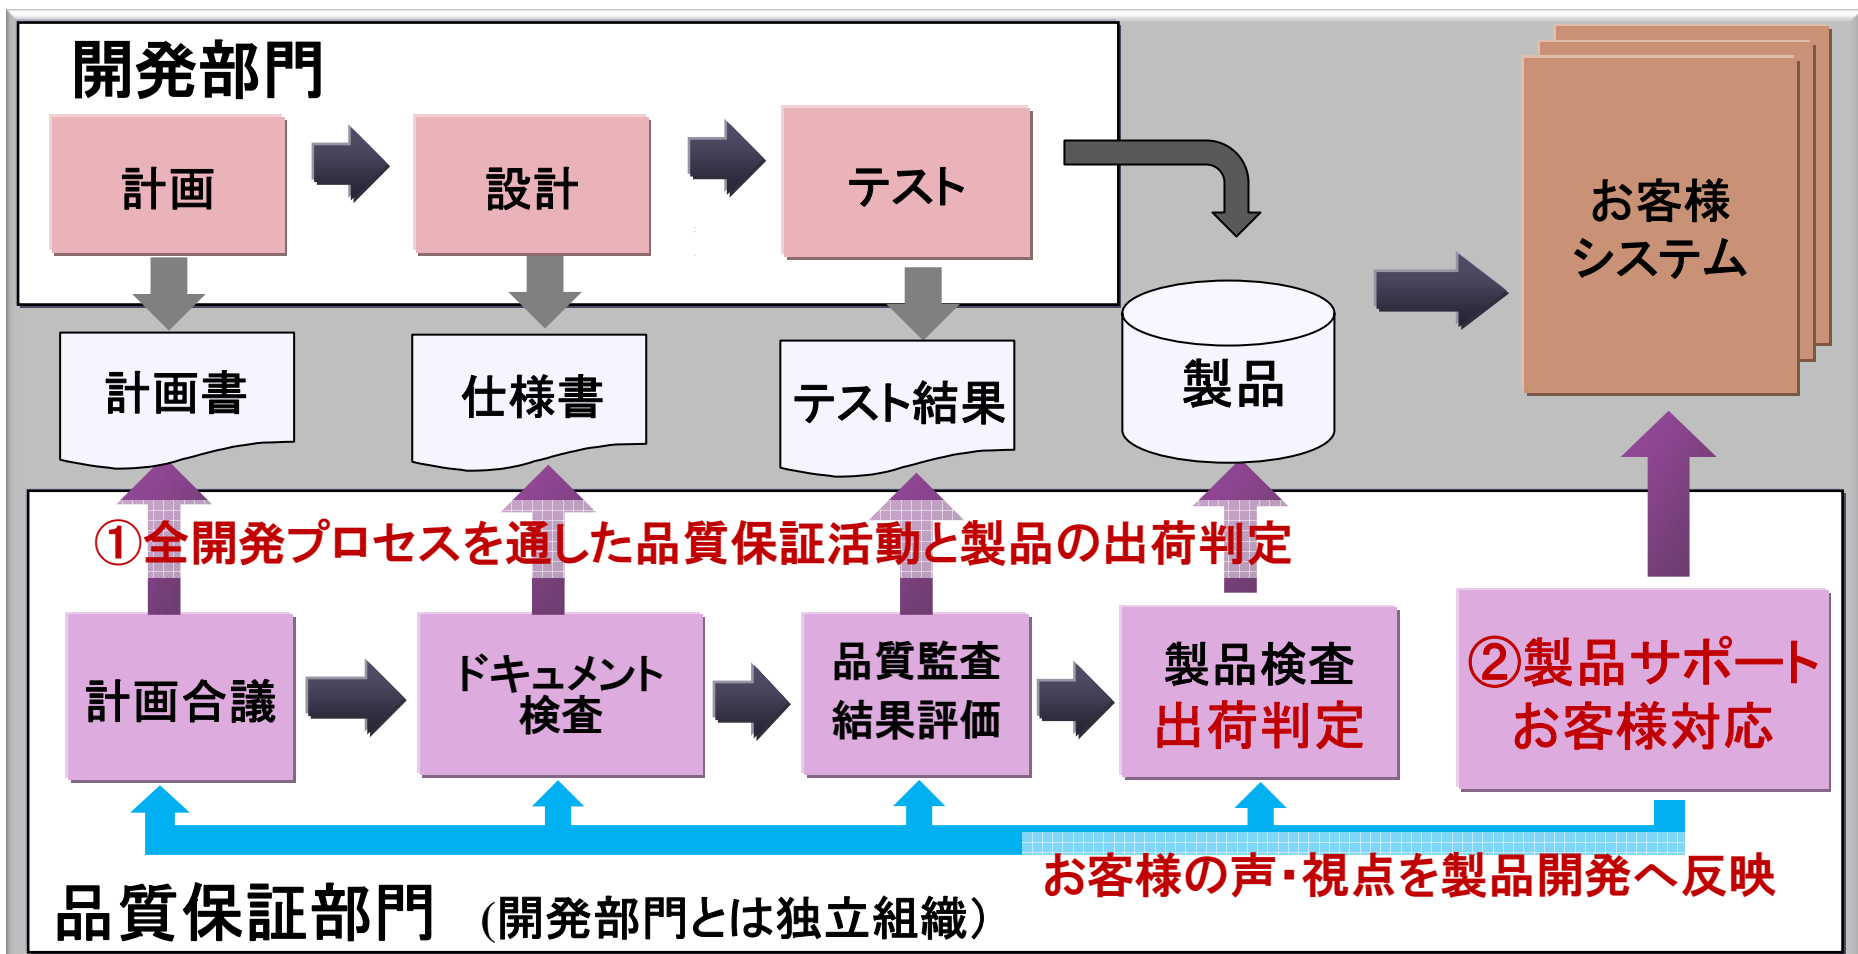 開発部門
計画
設計
テスト
お客様
システム
計画書
仕様書
テスト結果
製品
①全開発プロセスを通した品質保証活動と製品の出荷判定
計画合議
ドキュメント
検査
品質監査
結果評価
製品検査
出荷判定
②製品サポート
お客様対応
お客様の声・視点を製品開発へ反映
品質保証部門 (開発部門とは独立組織）